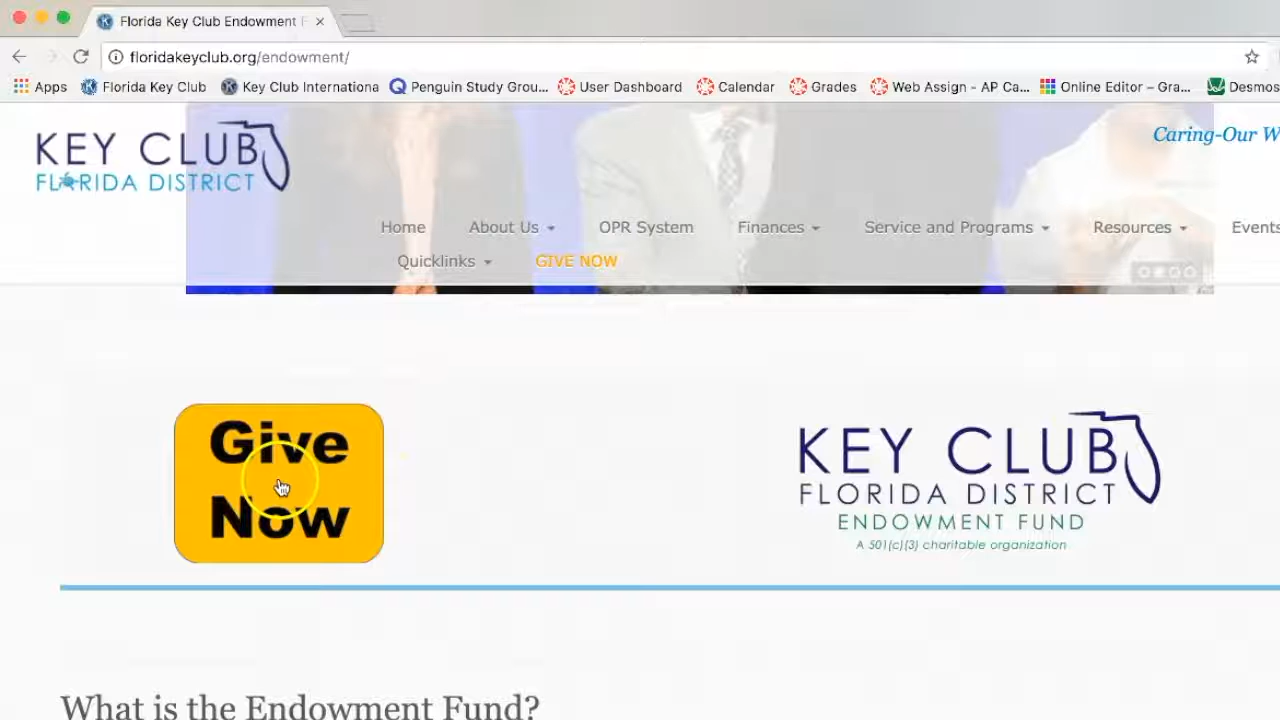 Florida Key Club Endowment F
floridakeyclub.org/endowment/
Apps Florida Key Club Key Club Internationa Penguin Study Grou... User Dashboard Calendar Grades Web Assign - AP Ca... Online Editor – Gra... Desmos
KEY CLUB
FLORIDA DISTRICT
Caring-Our W
Home About Us OPR System Finances Service and Programs Resources Events
Quicklinks GIVE NOW
Give
Now
KEY CLUB
FLORIDA DISTRICT
ENDOWMENT FUND
A 501(c)(3) charitable organization
What is the Endowment Fund?